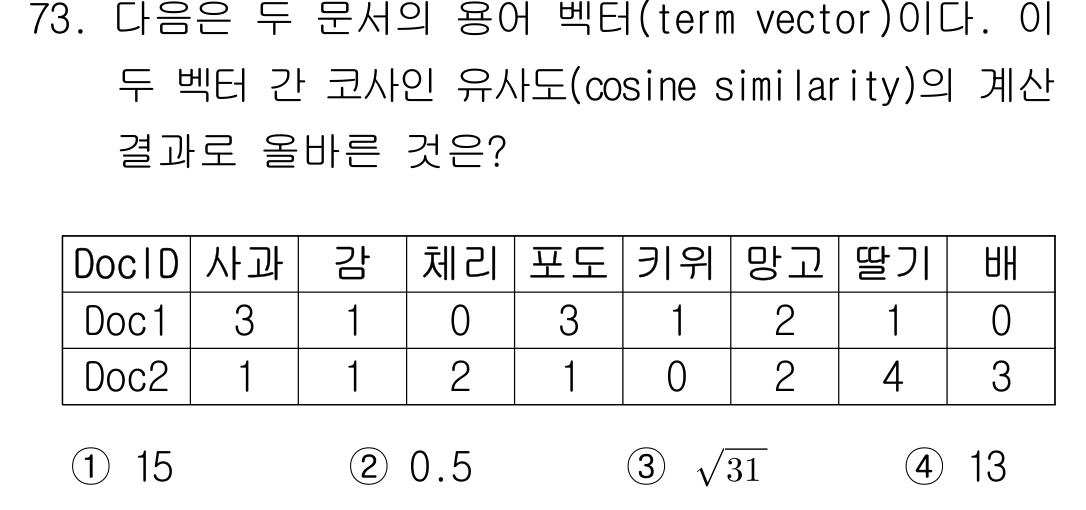 73. 다음은 두 문서의 용어 벡터(term vector)이다. 이
두 벡터 간 코사인 유사도(cosine similarity)의 계산
결과로 올바른 것은?
DocID 사과 감 체리 포도 키위 망고 딸기 배
Doc1 3 1 0 3 1 2 1 0
Doc2 1 1 2 1 0 2 4 3
① 15 ② 0.5 ③ √31 ④ 13